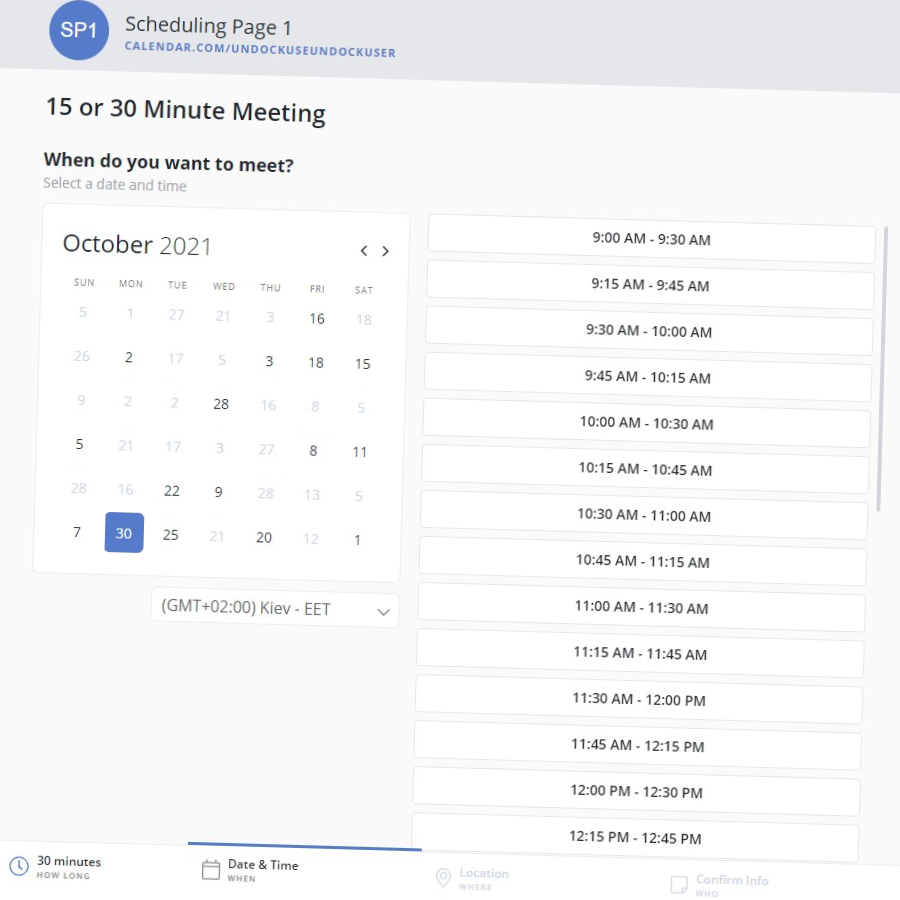 SP1
Scheduling Page 1
CALENDAR.COM/UNDOCKUSEUNDOCKUSER
15 or 30 Minute Meeting
When do you want to meet?
Select a date and time
October 2021
SUN MON TUE WED THU FRI SAT
5 1 27 21 3 16 18
26 2 17 5 3 18 15
9 2 2 28 16 8 5
5 21 17 3 27 8 11
28 16 22 9 28 13 5
7 30 25 21 20 12 1
(GMT+02:00) Kiev - EET
9:00 AM - 9:30 AM
9:15 AM - 9:45 AM
9:30 AM - 10:00 AM
9:45 AM - 10:15 AM
10:00 AM - 10:30 AM
10:15 AM - 10:45 AM
10:30 AM - 11:00 AM
10:45 AM - 11:15 AM
11:00 AM - 11:30 AM
11:15 AM - 11:45 AM
11:30 AM - 12:00 PM
11:45 AM - 12:15 PM
12:00 PM - 12:30 PM
12:15 PM - 12:45 PM
30 minutes
HOW LONG
Date & Time
WHEN
Location
WHERE
Confirm Info
WHO